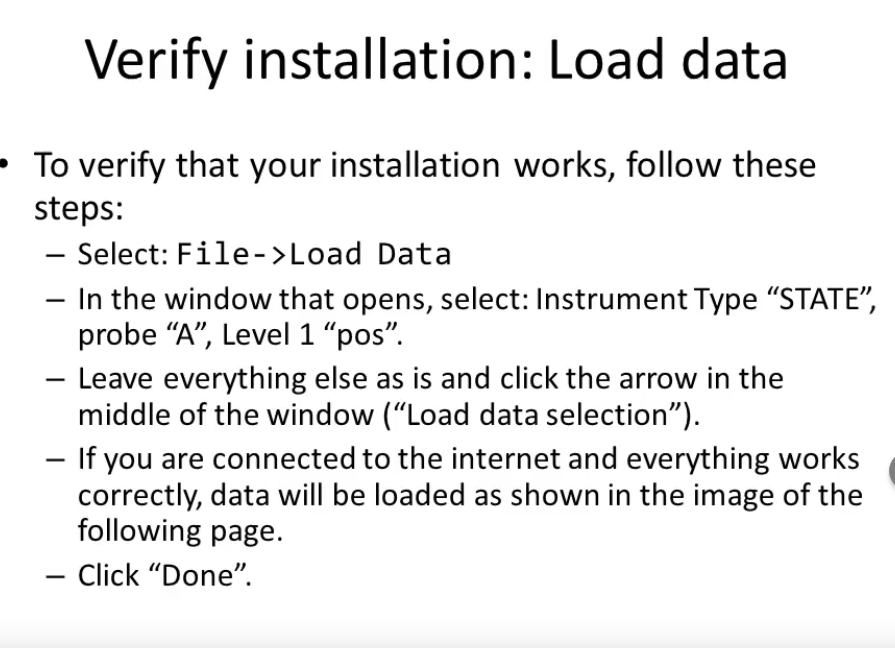 Verify installation: Load data
• To verify that your installation works, follow these
steps:
– Select: File->Load Data
– In the window that opens, select: Instrument Type “STATE”,
probe “A”, Level 1 “pos”.
– Leave everything else as is and click the arrow in the
middle of the window (“Load data selection”).
– If you are connected to the internet and everything works
correctly, data will be loaded as shown in the image of the
following page.
– Click “Done”.